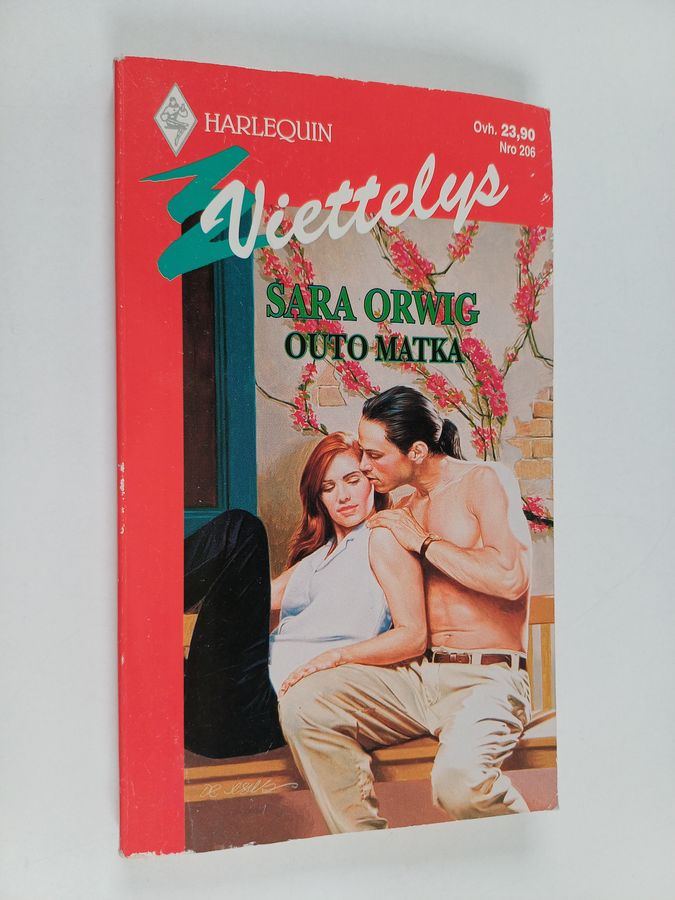 HARLEQUIN
Ovh. 23,90
Nro 206
Viettelys
SARA ORWIG
OUTO MATKA